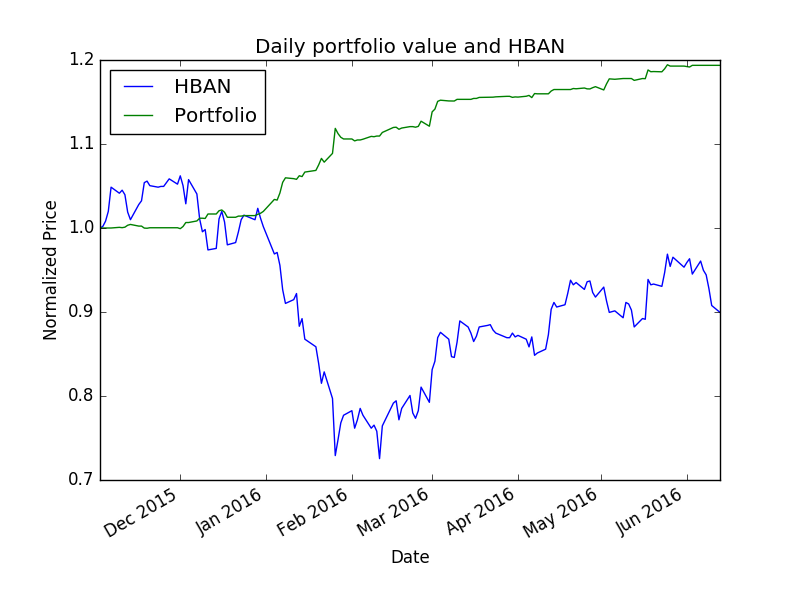 Daily portfolio value and HBAN
HBAN
Portfolio
1.2
1.1
1.0
0.9
0.8
0.7
Normalized Price
Dec 2015
Jan 2016
Feb 2016
Mar 2016
Apr 2016
May 2016
Jun 2016
Date